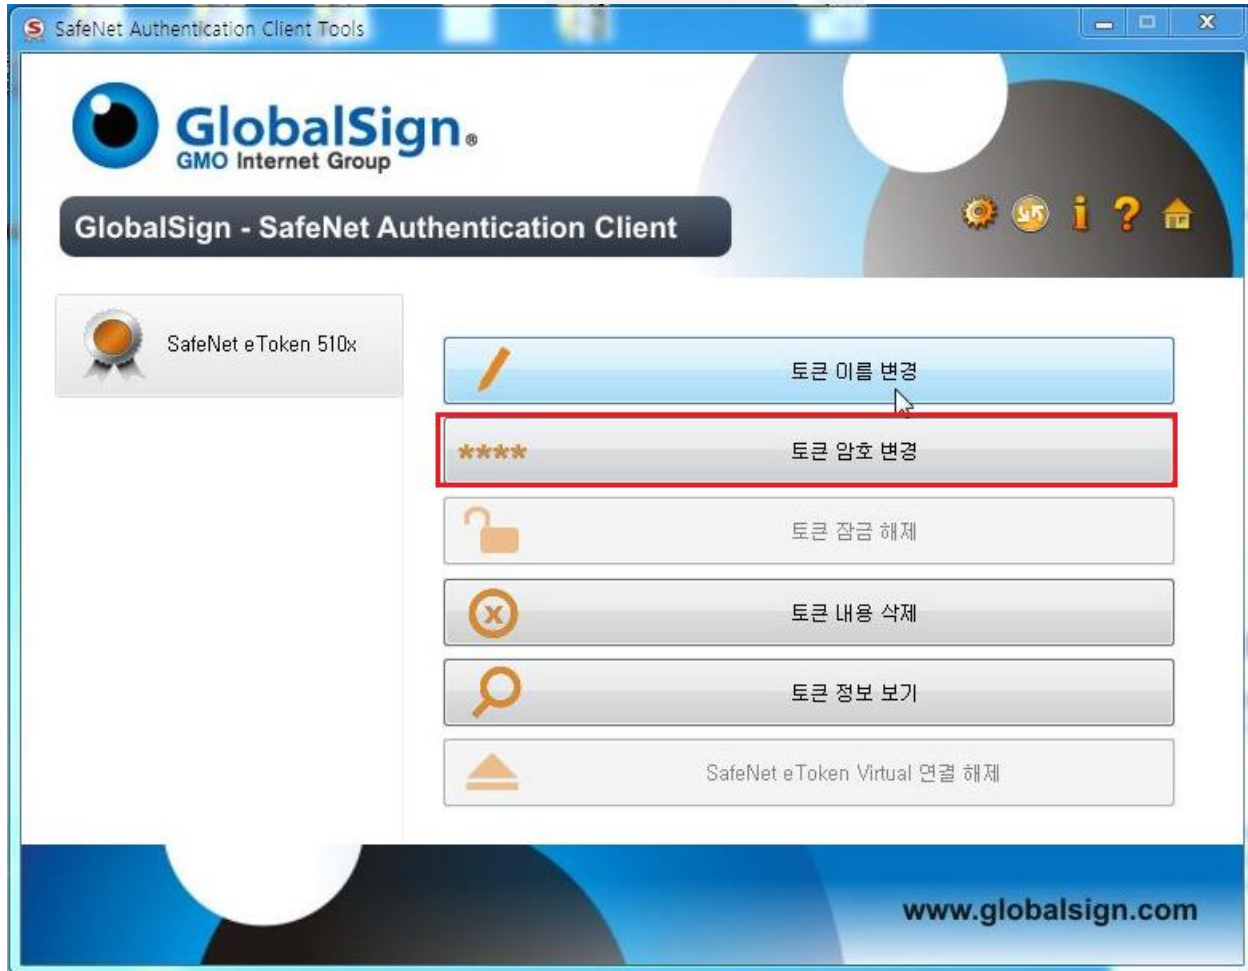 SafeNet Authentication Client Tools
GlobalSign®
GMO Internet Group
GlobalSign - SafeNet Authentication Client
SafeNet eToken 510x
토큰 이름 변경
****
토큰 암호 변경
토큰 잠금 해제
토큰 내용 삭제
토큰 정보 보기
SafeNet eToken Virtual 연결 해제
www.globalsign.com